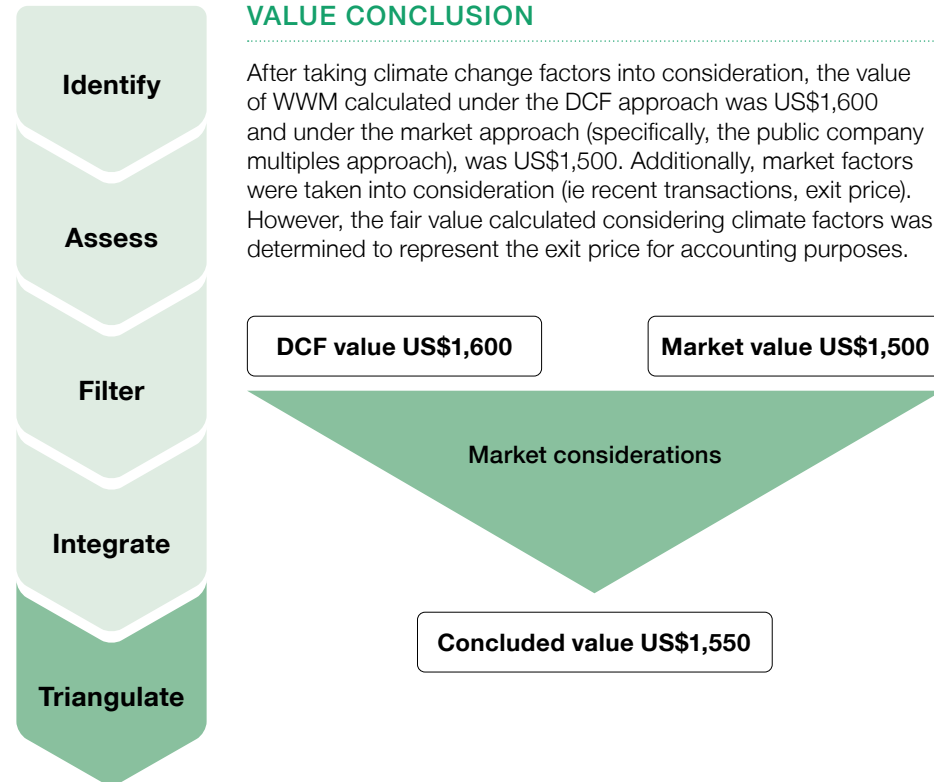 Identify
Assess
Filter
Integrate
Triangulate
VALUE CONCLUSION
After taking climate change factors into consideration, the value
of WWM calculated under the DCF approach was US$1,600
and under the market approach (specifically, the public company
multiples approach), was US$1,500. Additionally, market factors
were taken into consideration (ie recent transactions, exit price).
However, the fair value calculated considering climate factors was
determined to represent the exit price for accounting purposes.
DCF value US$1,600
Market value US$1,500
Market considerations
Concluded value US$1,550